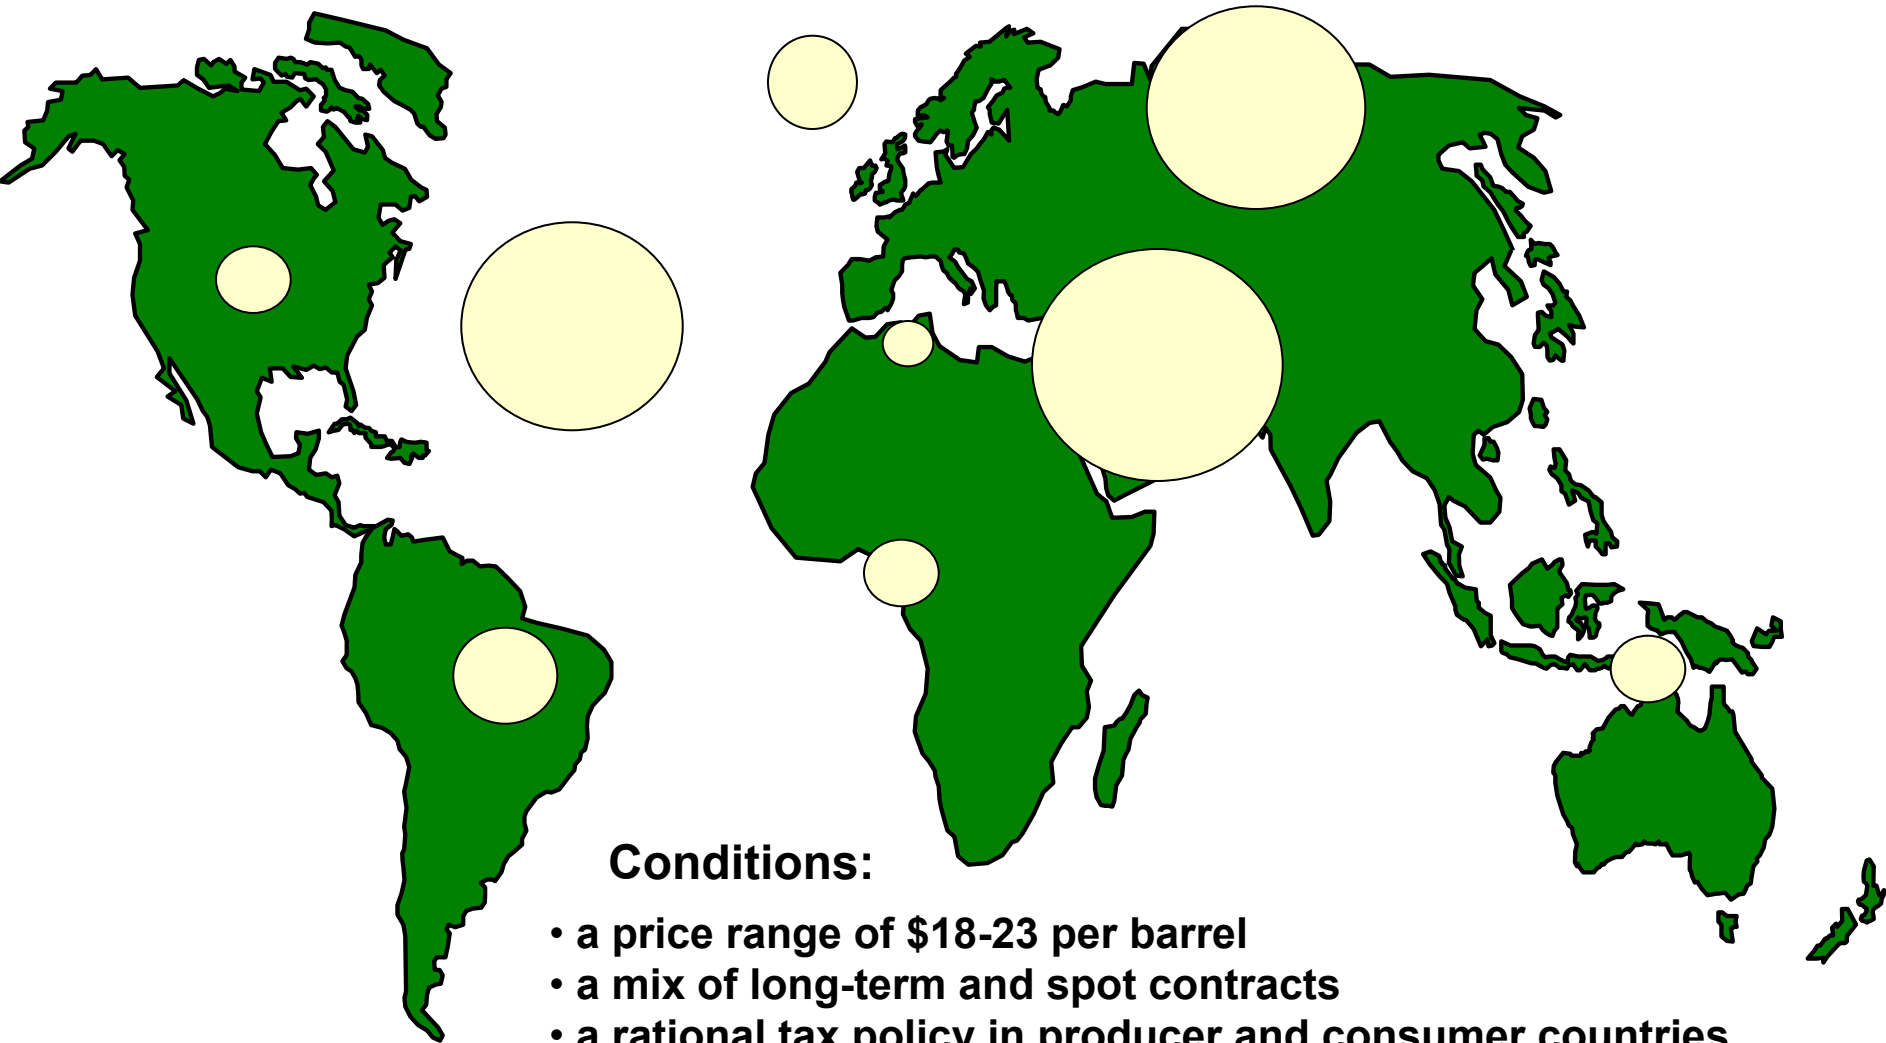 Conditions:
• a price range of $18-23 per barrel
• a mix of long-term and spot contracts
• a rational tax policy in producer and consumer countries